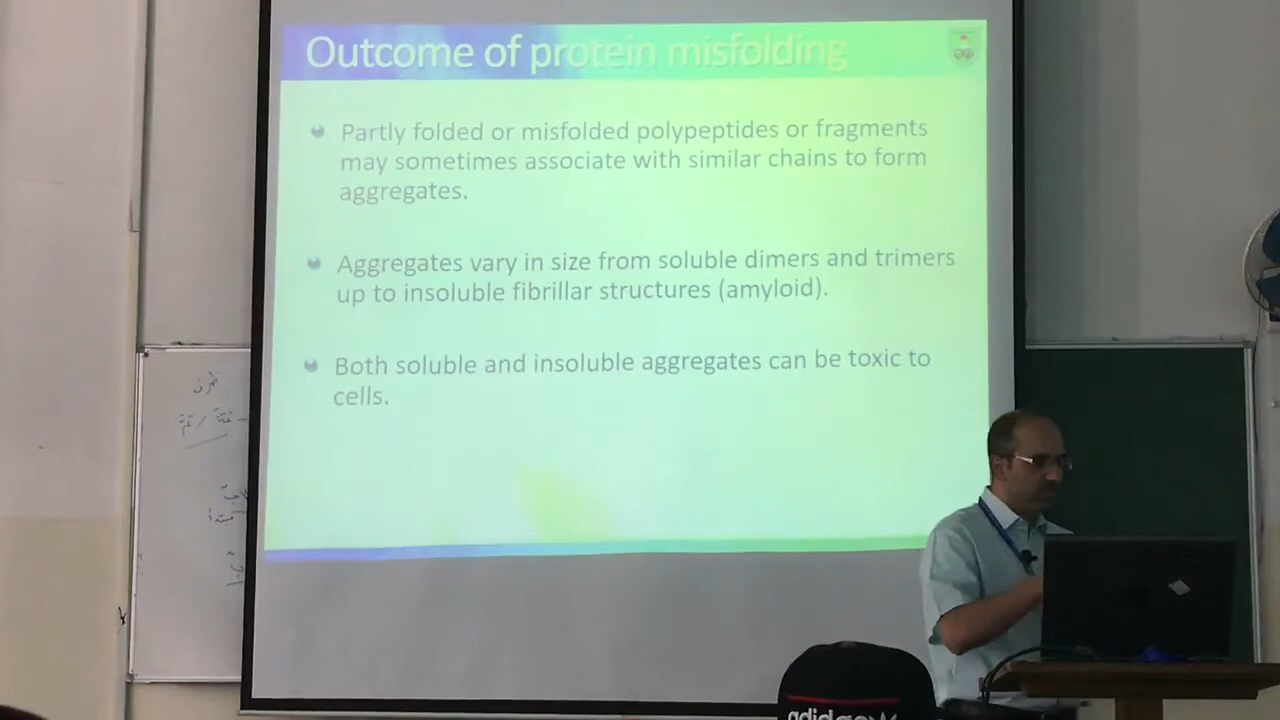 Outcome of protein misfolding
Partly folded or misfolded polypeptides or fragments
may sometimes associate with similar chains to form
aggregates.
Aggregates vary in size from soluble dimers and trimers
up to insoluble fibrillar structures (amyloid).
Both soluble and insoluble aggregates can be toxic to
cells.
ظرف